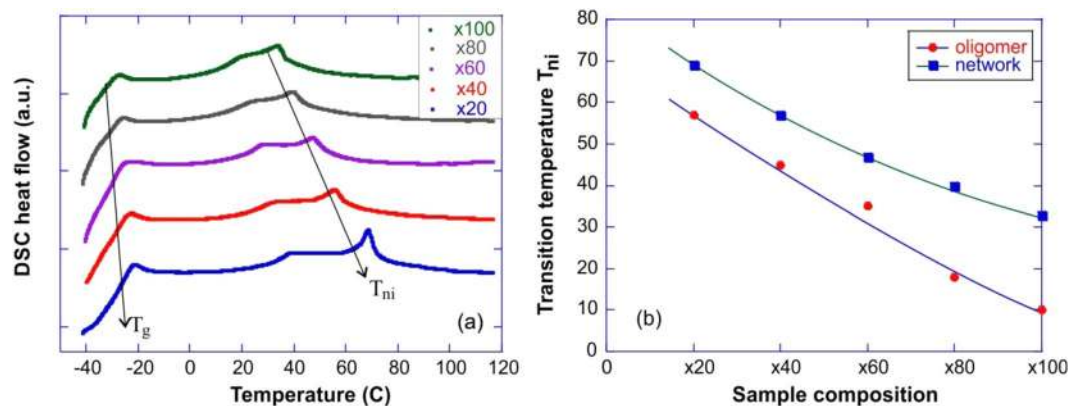 x100
x80
x60
x40
x20
DSC heat flow (a.u.)
Tg
Tni
(a)
-40 -20 0 20 40 60 80 100 120
Temperature (C)
oligomer
network
Transition temperature Tni
80
70
60
50
40
30
20
10
0
(b)
0 x20 x40 x60 x80 x100
Sample composition